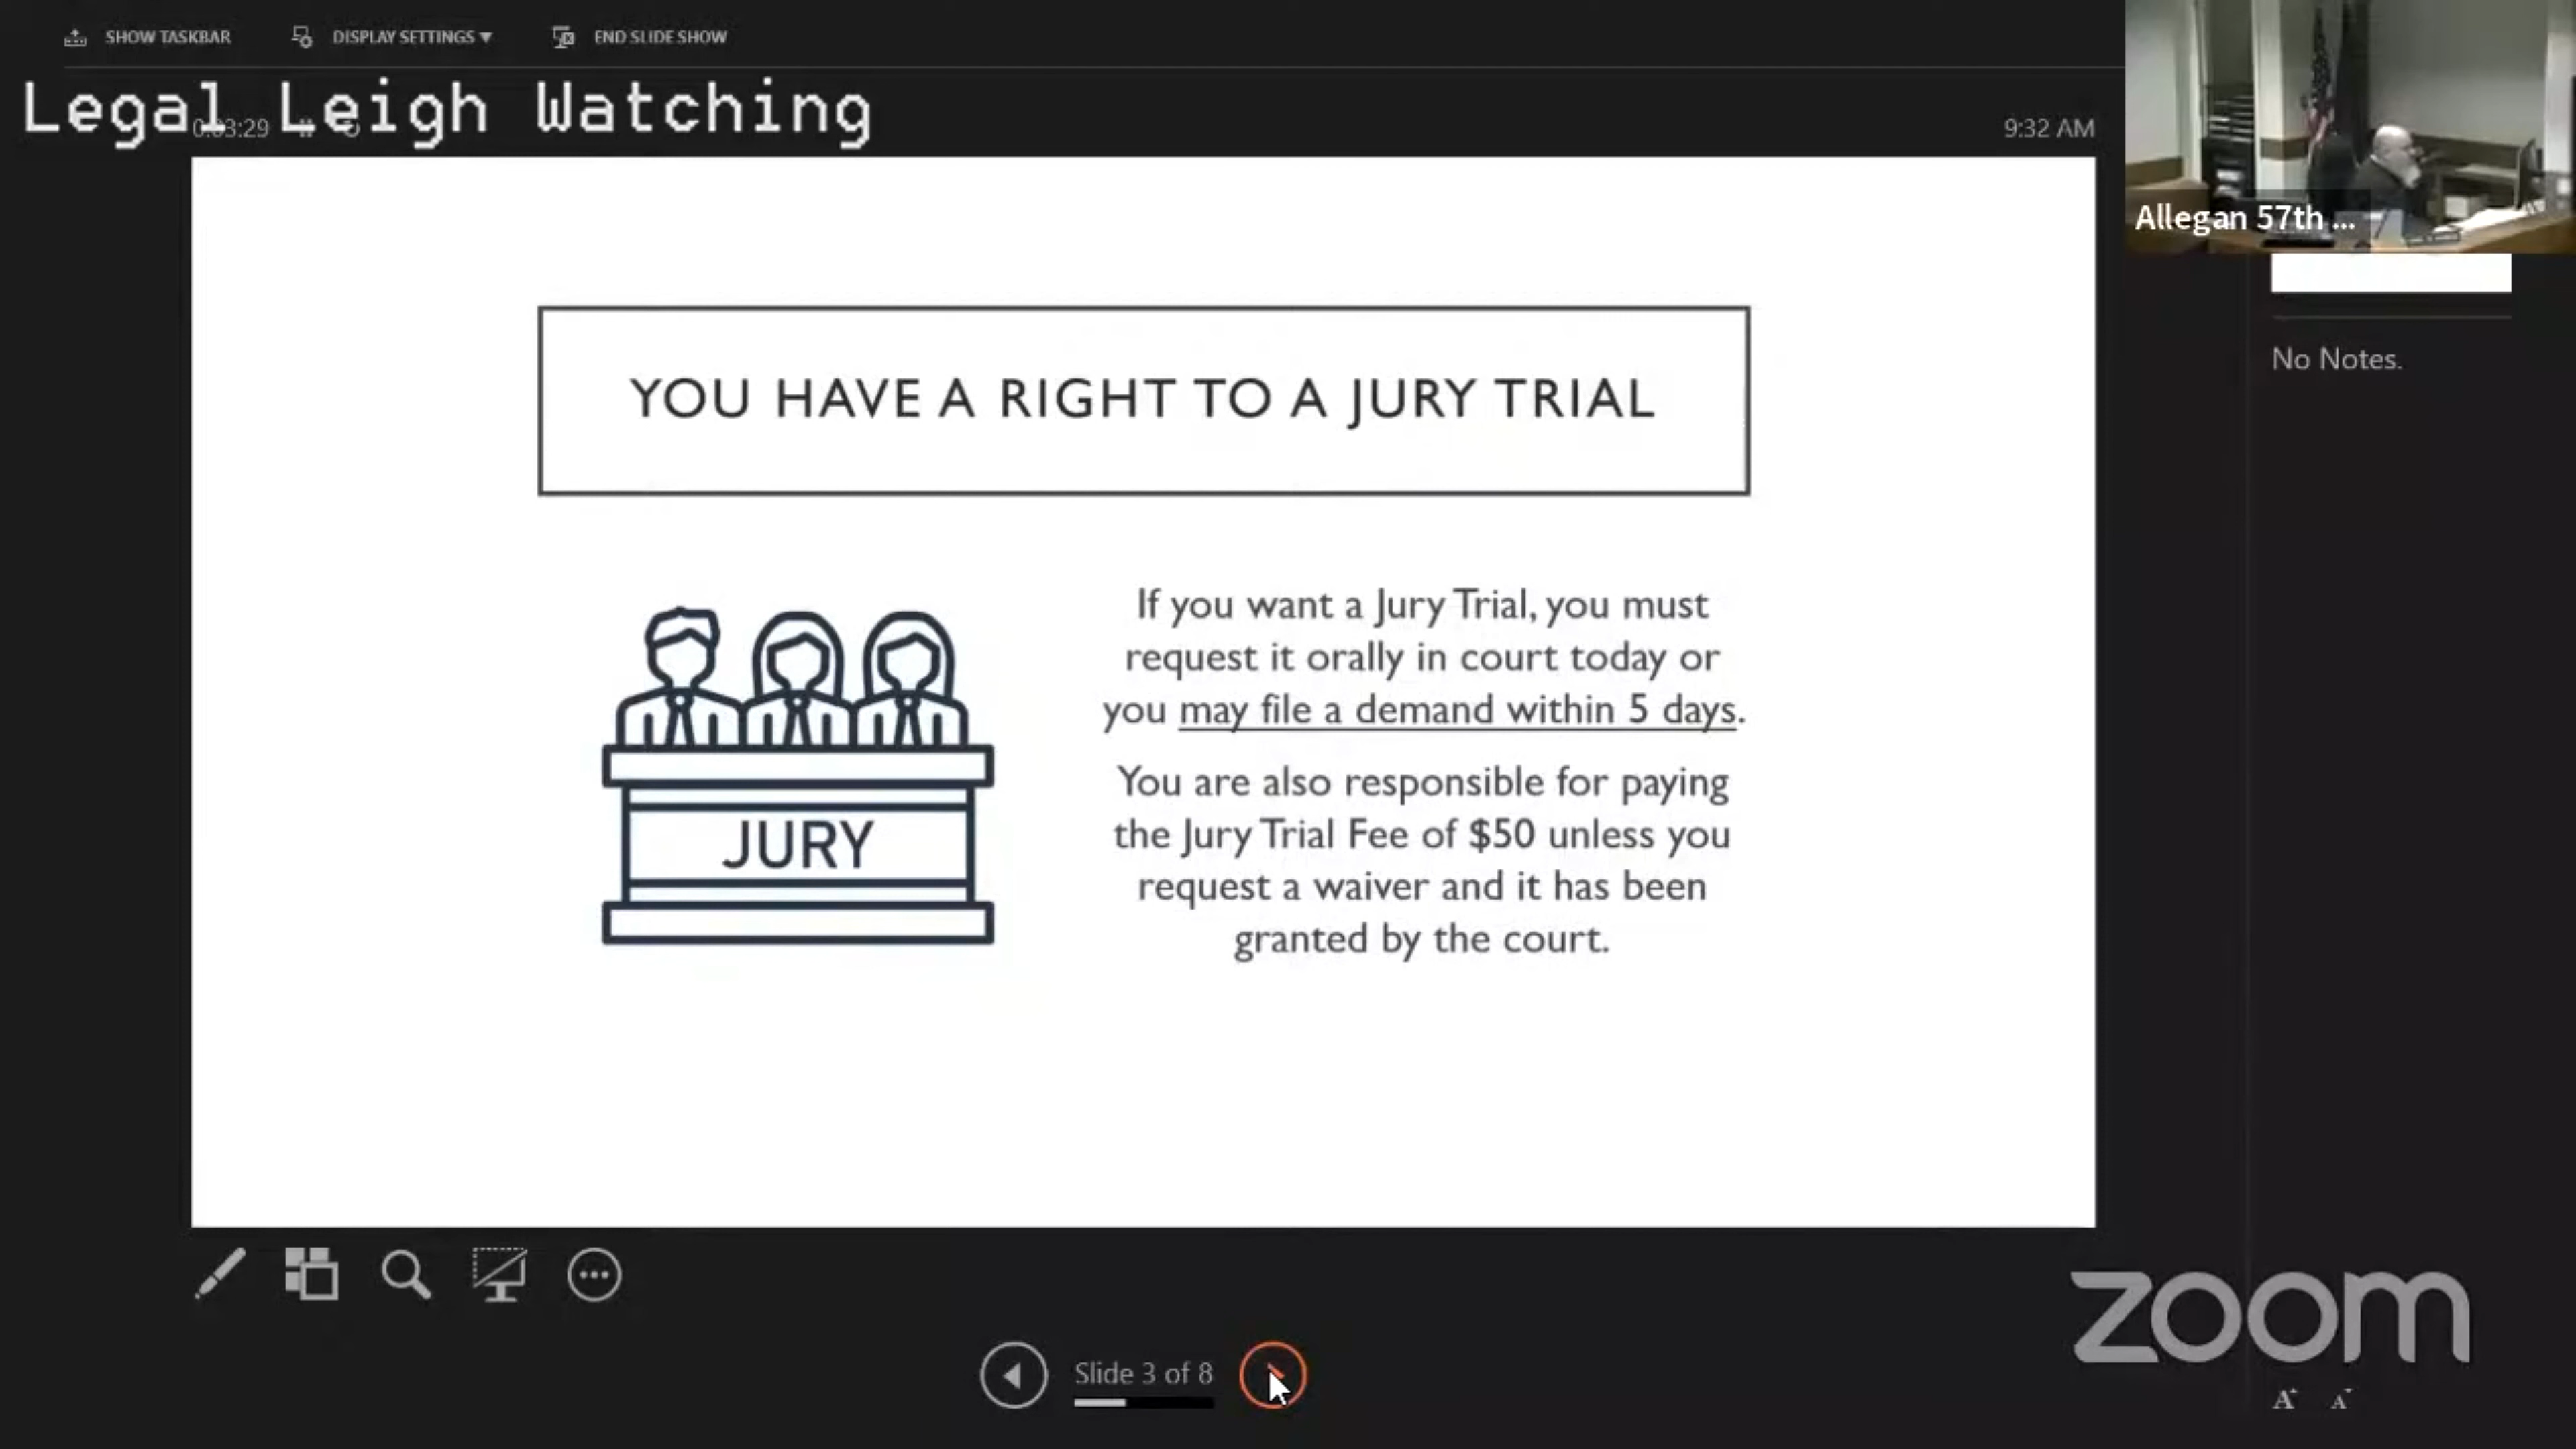 SHOW TASKBAR DISPLAY SETTINGS ▼ END SLIDE SHOW
Legal Leigh Watching
0:03:29
9:32 AM
Allegan 57th ...
No Notes.
YOU HAVE A RIGHT TO A JURY TRIAL
If you want a Jury Trial, you must
request it orally in court today or
you may file a demand within 5 days.
You are also responsible for paying
the Jury Trial Fee of $50 unless you
request a waiver and it has been
granted by the court.
JURY
Slide 3 of 8
zoom
A A